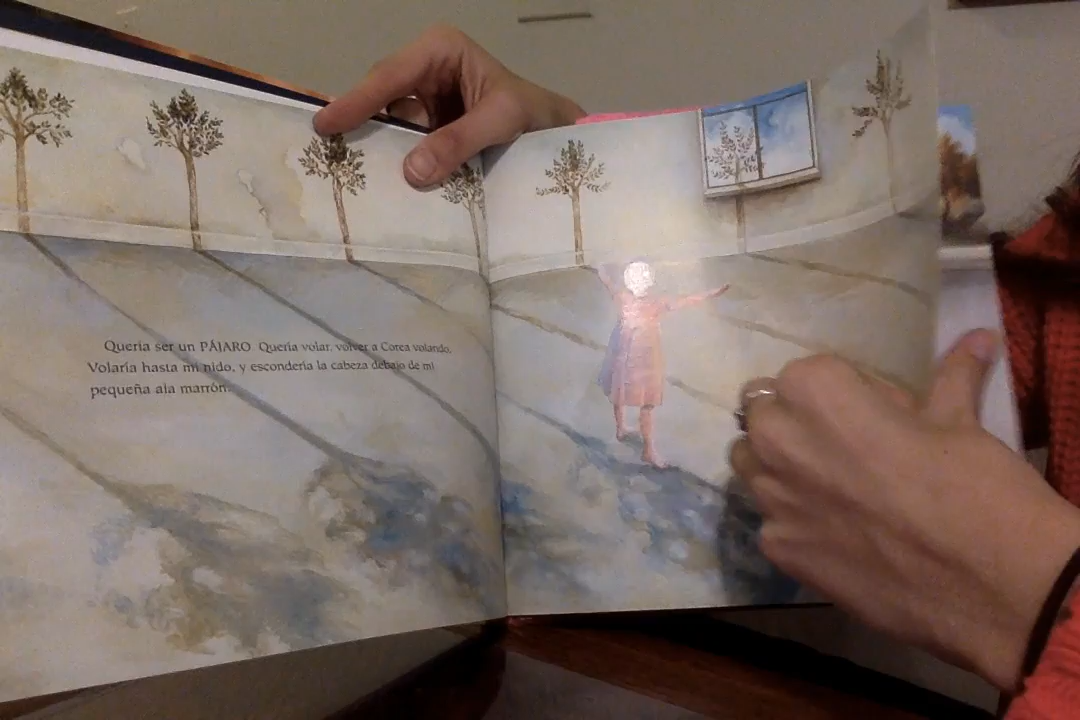 Quería ser un PÁJARO. Quería volar, volver a Corea volando.
Volaría hasta mi nido, y escondería la cabeza debajo de mi
pequeña ala marrón.